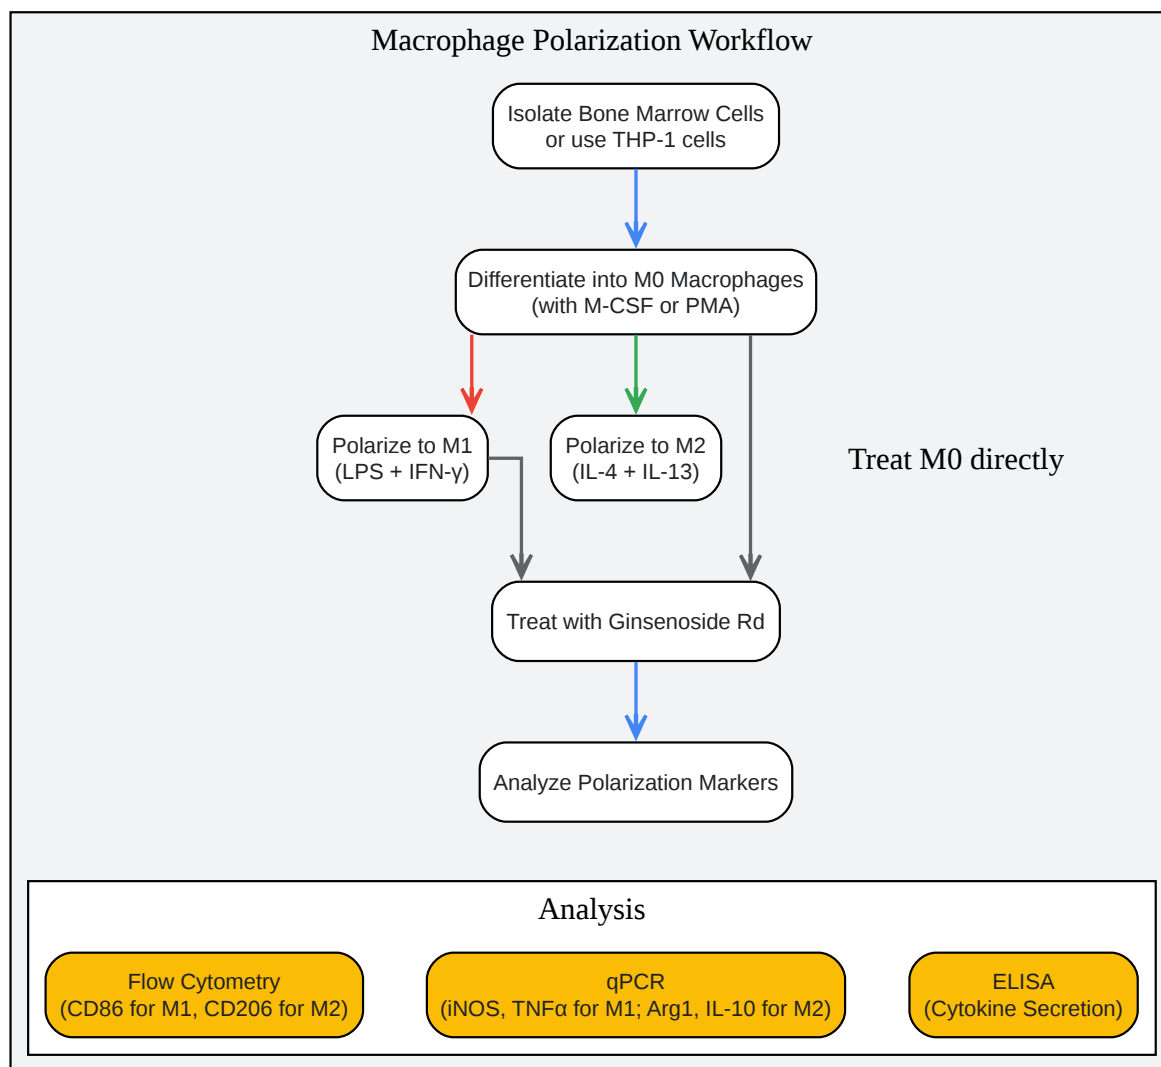 Macrophage Polarization Workflow
Isolate Bone Marrow Cells
or use THP-1 cells
Differentiate into M0 Macrophages
(with M-CSF or PMA)
Polarize to M1
(LPS + IFN-γ)
Polarize to M2
(IL-4 + IL-13)
Treat M0 directly
Treat with Ginsenoside Rd
Analyze Polarization Markers
Analysis
Flow Cytometry
(CD86 for M1, CD206 for M2)
qPCR
(iNOS, TNFα for M1; Arg1, IL-10 for M2)
ELISA
(Cytokine Secretion)